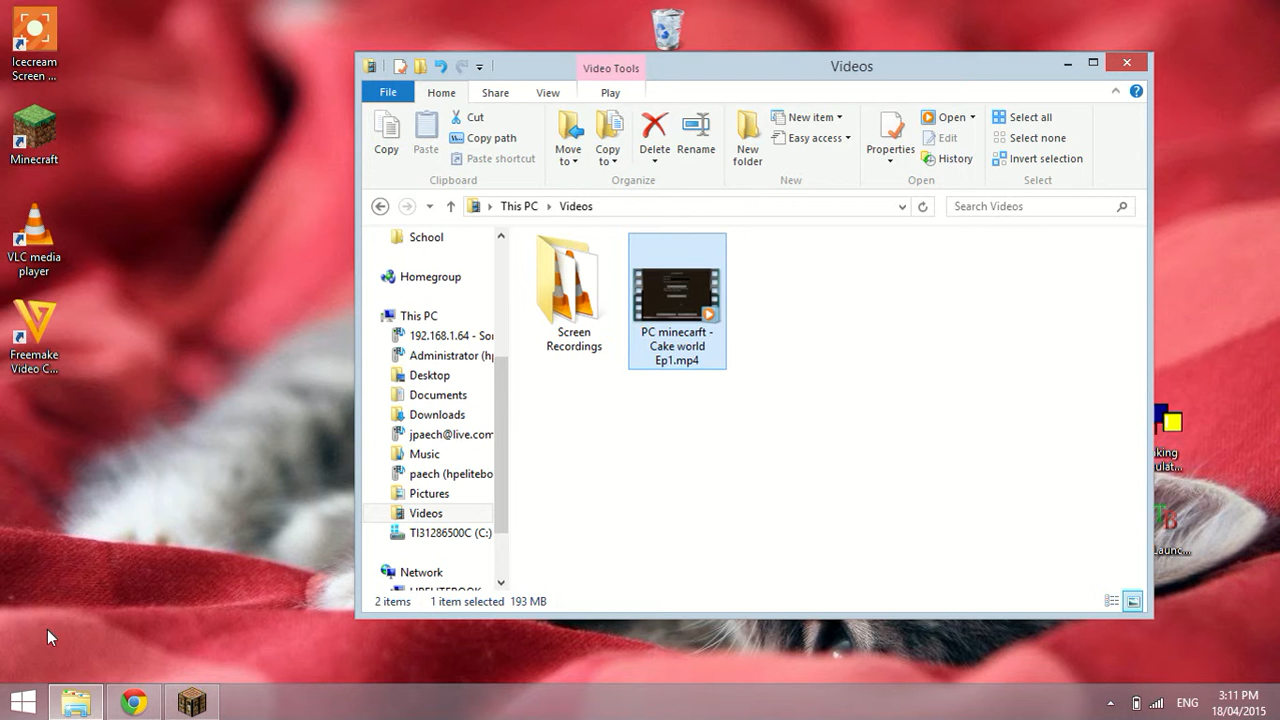 Icecream
Screen ...
Minecraft
VLC media
player
Freemake
Video C...
Video Tools
Videos
File
Home
Share
View
Play
Copy
Paste
Cut
Copy path
Paste shortcut
Clipboard
Move
to
Copy
to
Delete
Rename
Organize
New
folder
New item
Easy access
New
Properties
Open
Edit
History
Open
Select all
Select none
Invert selection
Select
This PC
Videos
Search Videos
School
Homegroup
This PC
192.168.1.64 - Sor
Administrator (hp
Desktop
Documents
Downloads
jpaech@live.com
Music
paech (hpelitebo
Pictures
Videos
TI31286500C (C:)
Network
Screen
Recordings
PC minecarft -
Cake world
Ep1.mp4
2 items
1 item selected 193 MB
ENG
3:11 PM
18/04/2015